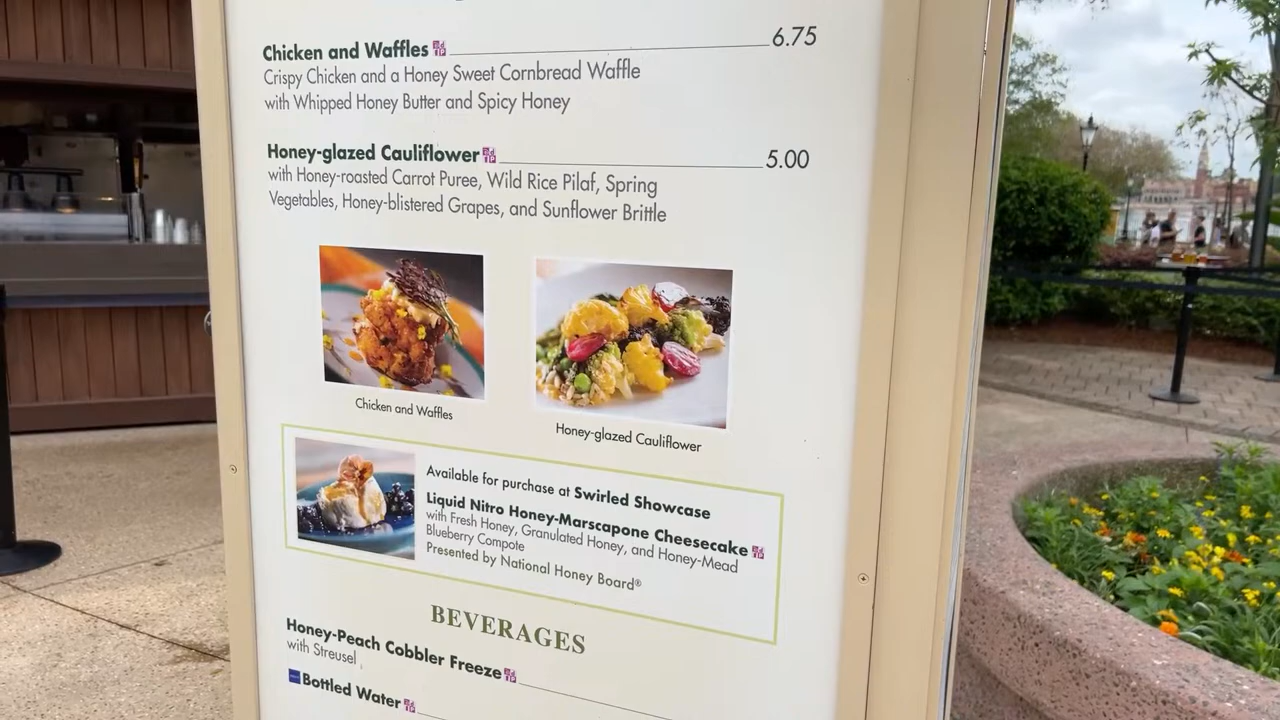 Chicken and Waffles 6.75
Crispy Chicken and a Honey Sweet Cornbread Waffle
with Whipped Honey Butter and Spicy Honey
Honey-glazed Cauliflower 5.00
with Honey-roasted Carrot Puree, Wild Rice Pilaf, Spring
Vegetables, Honey-blistered Grapes, and Sunflower Brittle
Chicken and Waffles
Honey-glazed Cauliflower
Available for purchase at Swirled Showcase
Liquid Nitro Honey-Marscapone Cheesecake
with Fresh Honey, Granulated Honey, and Honey-Mead
Blueberry Compote
Presented by National Honey Board®
BEVERAGES
Honey-Peach Cobbler Freeze
with Streusel
Bottled Water